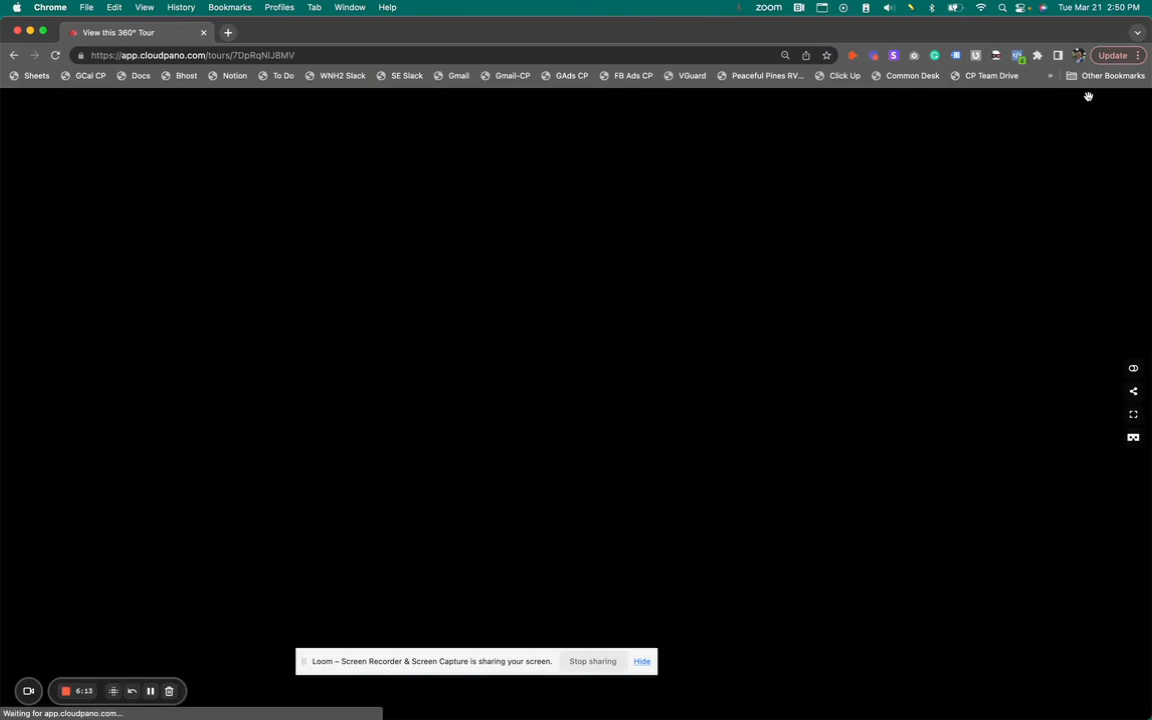 Chrome File Edit View History Bookmarks Profiles Tab Window Help zoom Tue Mar 21 2:50 PM
View this 360° Tour
https://app.cloudpano.com/tours/7DpRqNlJ8MV Update
Sheets GCal CP Docs Bhost Notion To Do WNH2 Slack SE Slack Gmail Gmail-CP GAds CP FB Ads CP VGuard Peaceful Pines RV... Click Up Common Desk CP Team Drive » Other Bookmarks
Loom – Screen Recorder & Screen Capture is sharing your screen. Stop sharing Hide
6:13
Waiting for app.cloudpano.com...